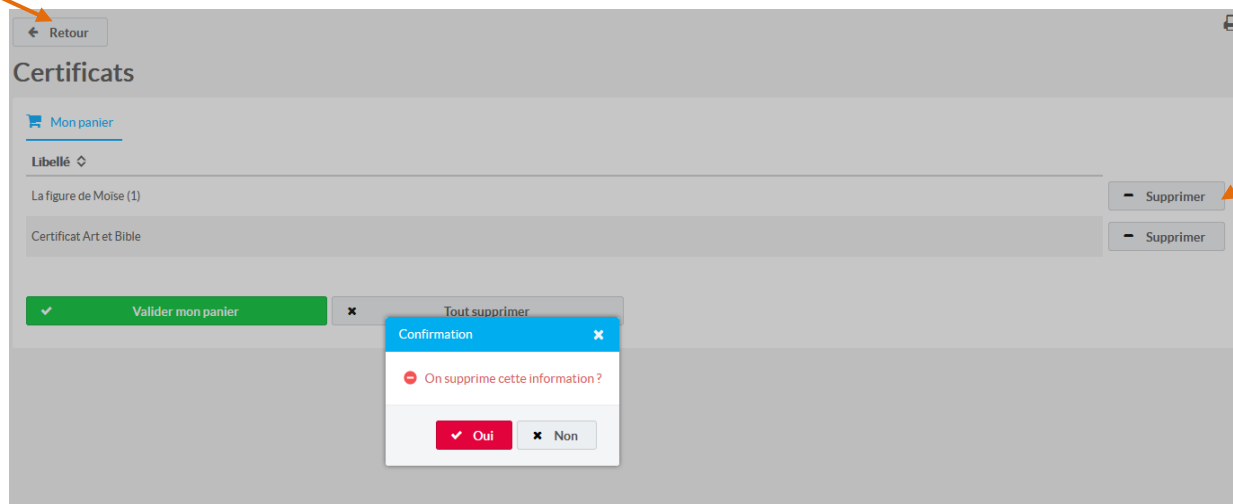 Retour
Certificats
Mon panier
Libellé
La figure de Moïse (1)
Supprimer
Certificat Art et Bible
Supprimer
Valider mon panier
Tout supprimer
Confirmation
On supprime cette information ?
Oui
Non